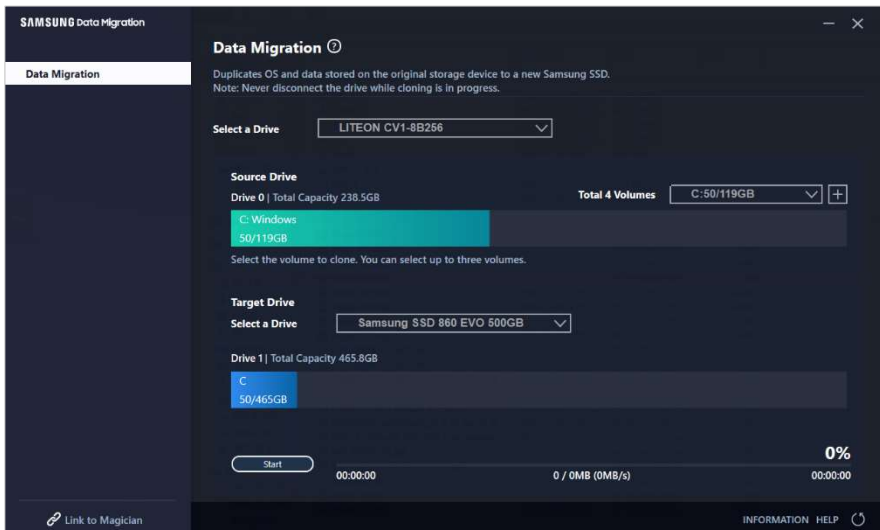 SAMSUNG Data Migration
Data Migration
Data Migration ?
Duplicates OS and data stored on the original storage device to a new Samsung SSD.
Note: Never disconnect the drive while cloning is in progress.
Select a Drive LITEON CV1-8B256
Source Drive
Drive 0 | Total Capacity 238.5GB Total 4 Volumes C:50/119GB +
C: Windows
50/119GB
Select the volume to clone. You can select up to three volumes.
Target Drive
Select a Drive Samsung SSD 860 EVO 500GB
Drive 1 | Total Capacity 465.8GB
C
50/465GB
0%
Start
00:00:00 0 / 0MB (0MB/s) 00:00:00
Link to Magician INFORMATION HELP